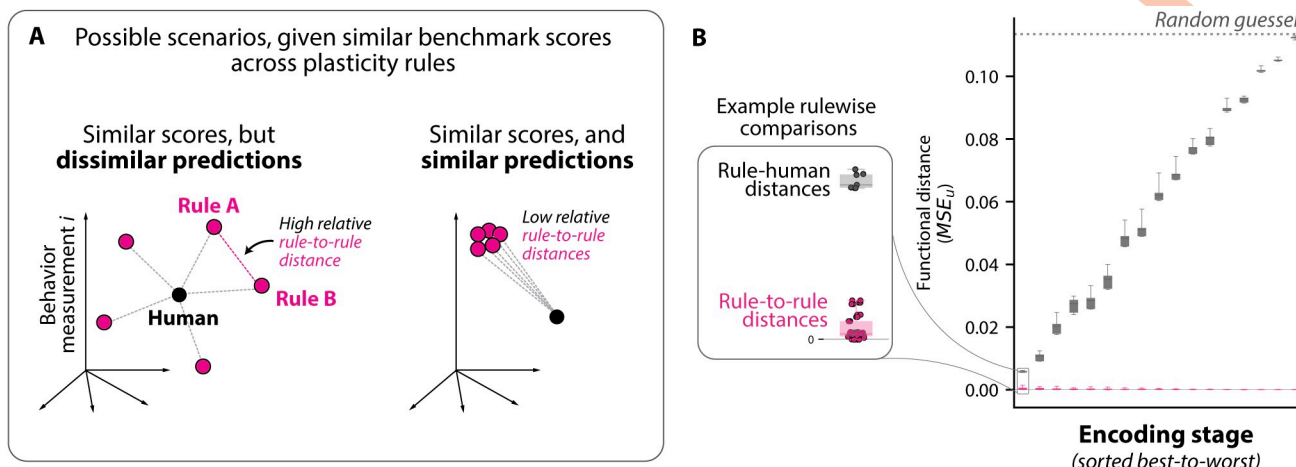 A
Possible scenarios, given similar benchmark scores
across plasticity rules
Similar scores, but
dissimilar predictions
Similar scores, and
similar predictions
Behavior
measurement i
Rule A
High relative
rule-to-rule
distance
Rule B
Human
Low relative
rule-to-rule
distances
B
Example rulewise
comparisons
Rule-human
distances
Rule-to-rule
distances
0
Random guesser
Functional distance
(MSEᵤ)
0.10
0.08
0.06
0.04
0.02
0.00
Encoding stage
(sorted best-to-worst)